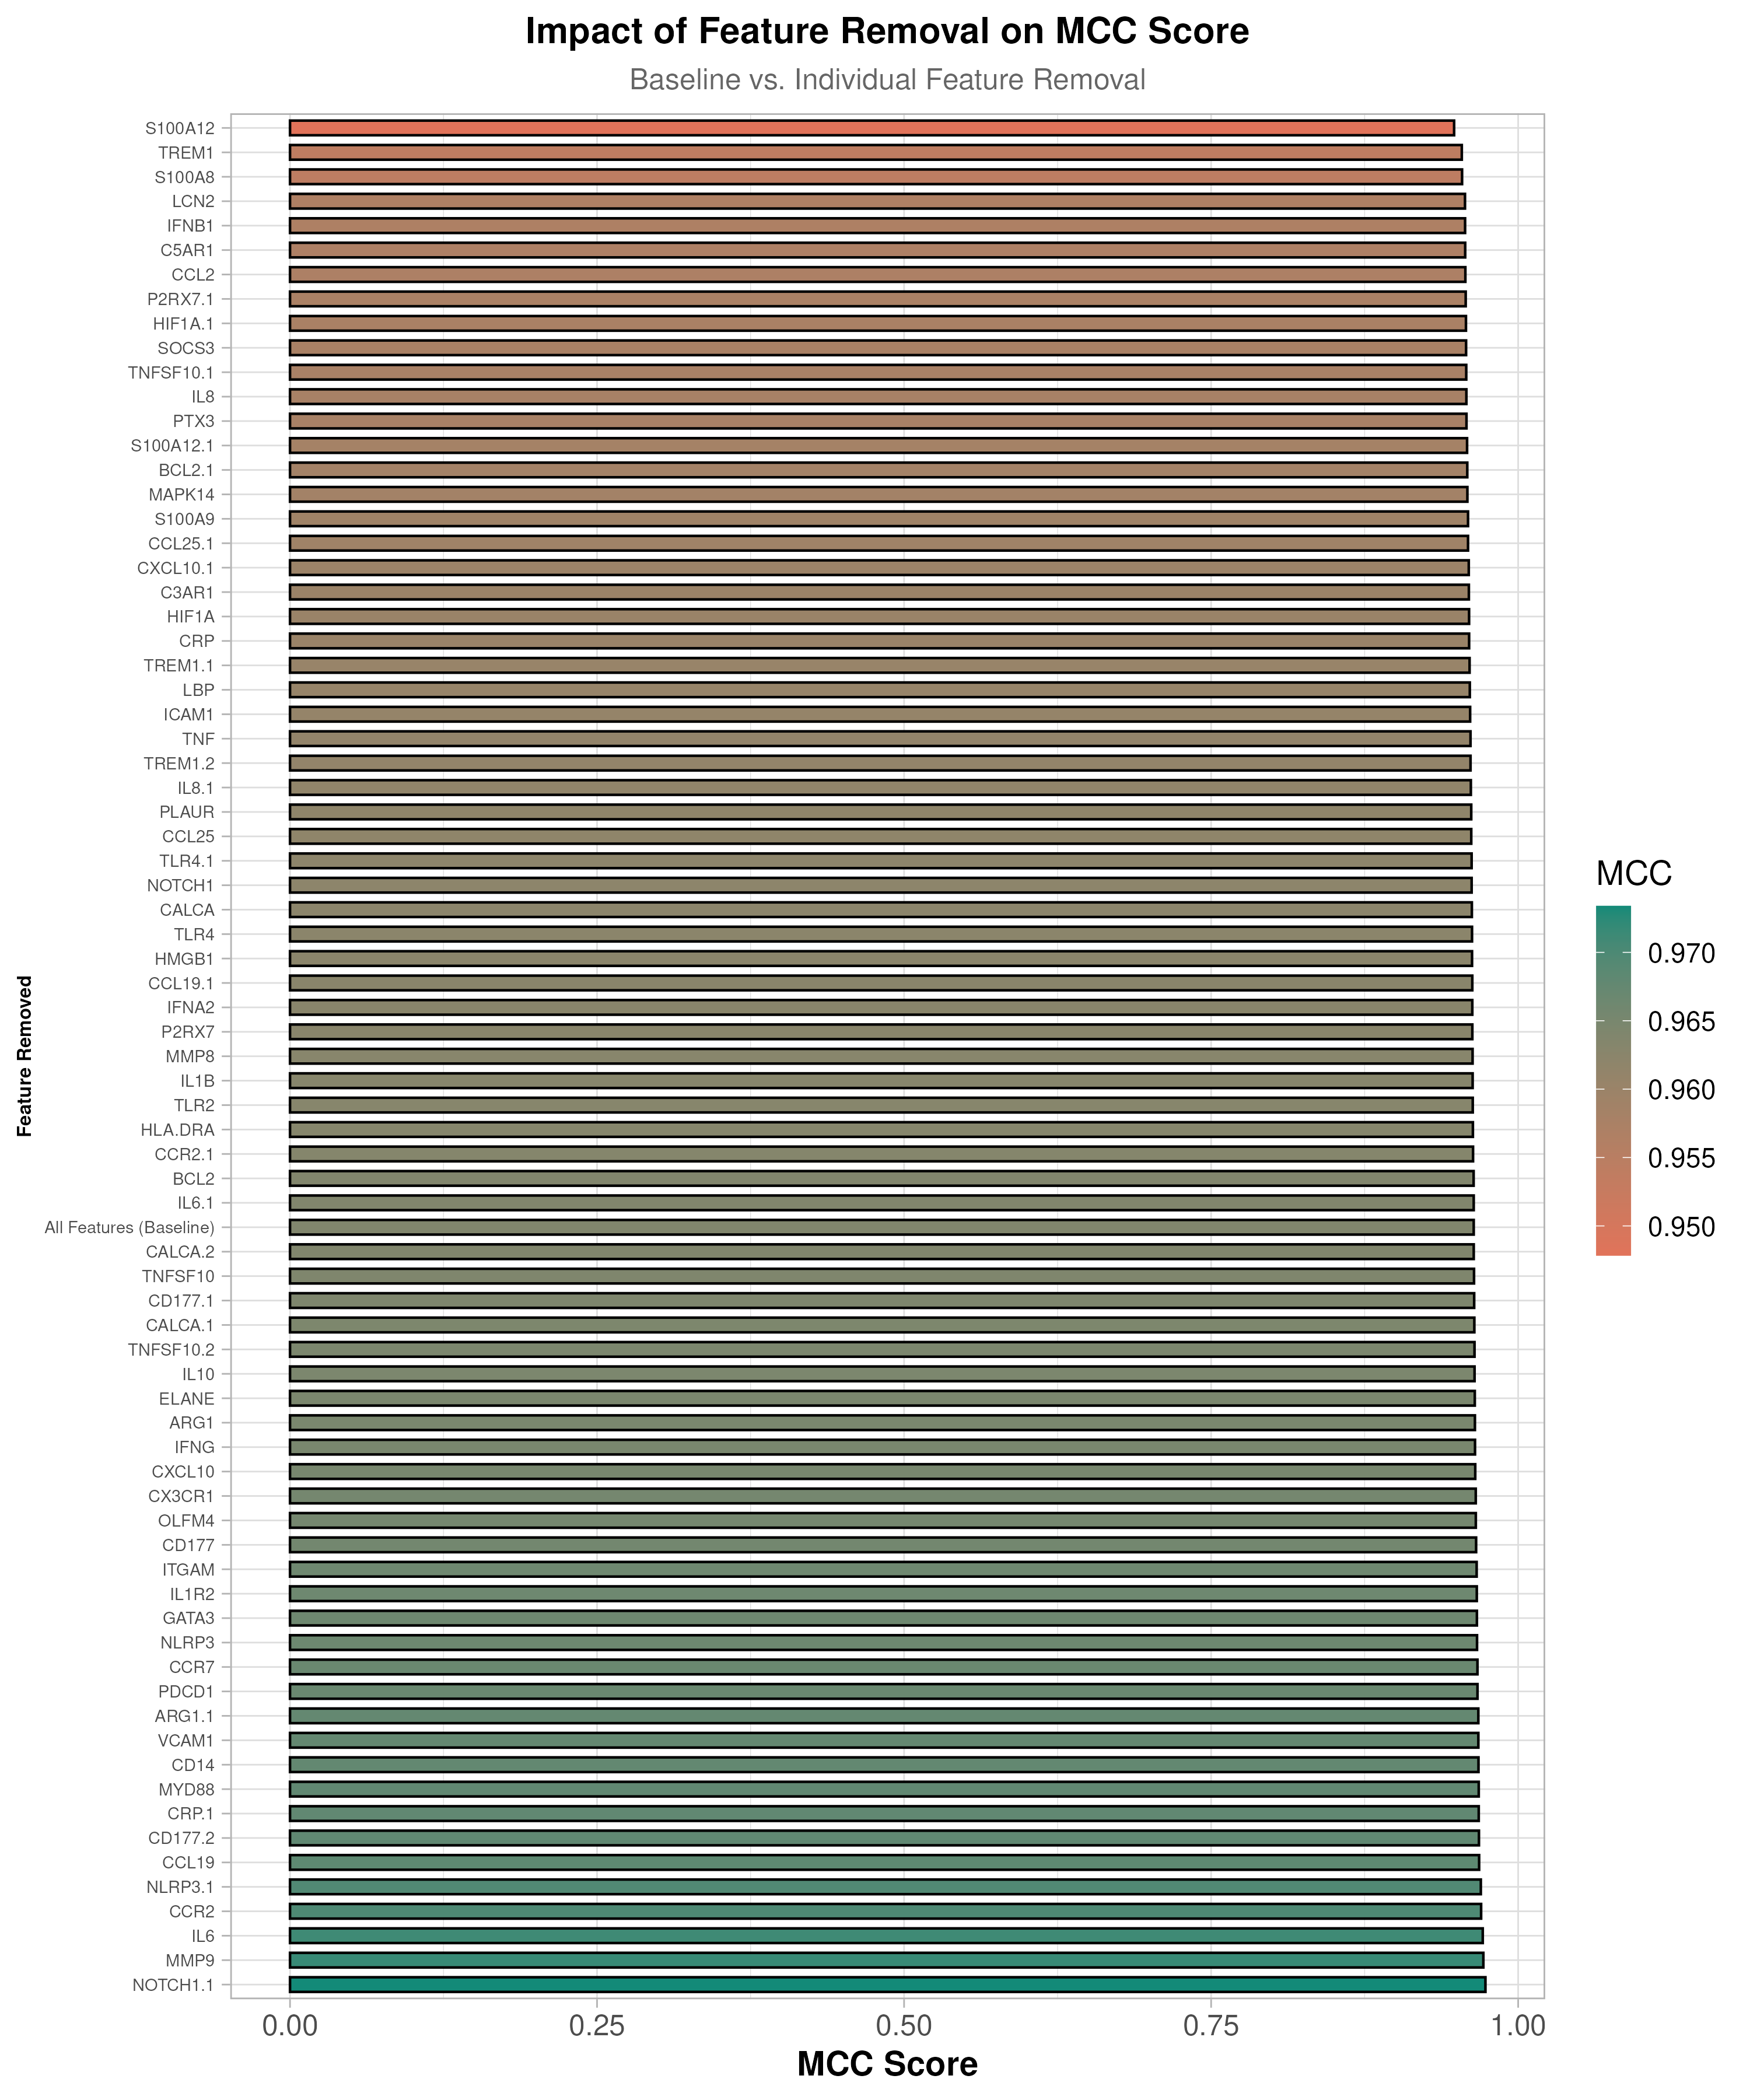 Impact of Feature Removal on MCC Score
Baseline vs. Individual Feature Removal
S100A12
TREM1
S100A8
LCN2
IFNB1
C5AR1
CCL2
P2RX7.1
HIF1A.1
SOCS3
TNFSF10.1
IL8
PTX3
S100A12.1
BCL2.1
MAPK14
S100A9
CCL25.1
CXCL10.1
C3AR1
HIF1A
CRP
TREM1.1
LBP
ICAM1
TNF
TREM1.2
IL8.1
PLAUR
CCL25
TLR4.1
NOTCH1
CALCA
TLR4
HMGB1
CCL19.1
IFNA2
P2RX7
MMP8
IL1B
TLR2
HLA.DRA
CCR2.1
BCL2
IL6.1
All Features (Baseline)
CALCA.2
TNFSF10
CD177.1
CALCA.1
TNFSF10.2
IL10
ELANE
ARG1
IFNG
CXCL10
CX3CR1
OLFM4
CD177
ITGAM
IL1R2
GATA3
NLRP3
CCR7
PDCD1
ARG1.1
VCAM1
CD14
MYD88
CRP.1
CD177.2
CCL19
NLRP3.1
CCR2
IL6
MMP9
NOTCH1.1
Feature Removed
0.00 0.25 0.50 0.75 1.00
MCC Score
MCC
0.970
0.965
0.960
0.955
0.950